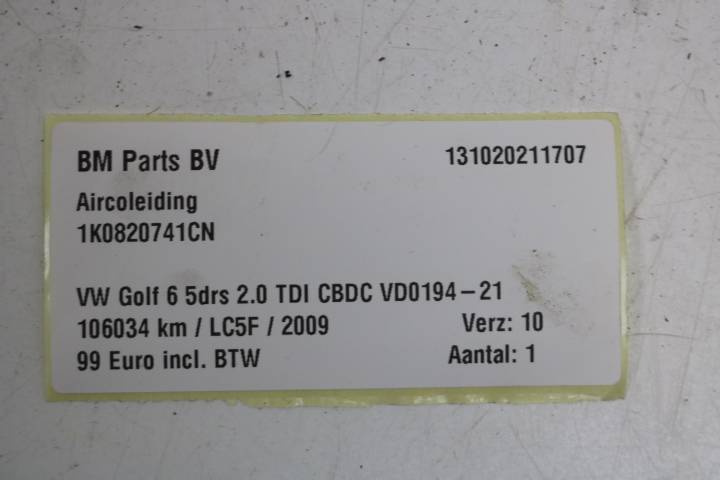 BM Parts BV 131020211707
Aircoleiding
1K0820741CN
VW Golf 6 5drs 2.0 TDI CBDC VD0194-21
106034 km / LC5F / 2009 Verz: 10
99 Euro incl. BTW Aantal: 1